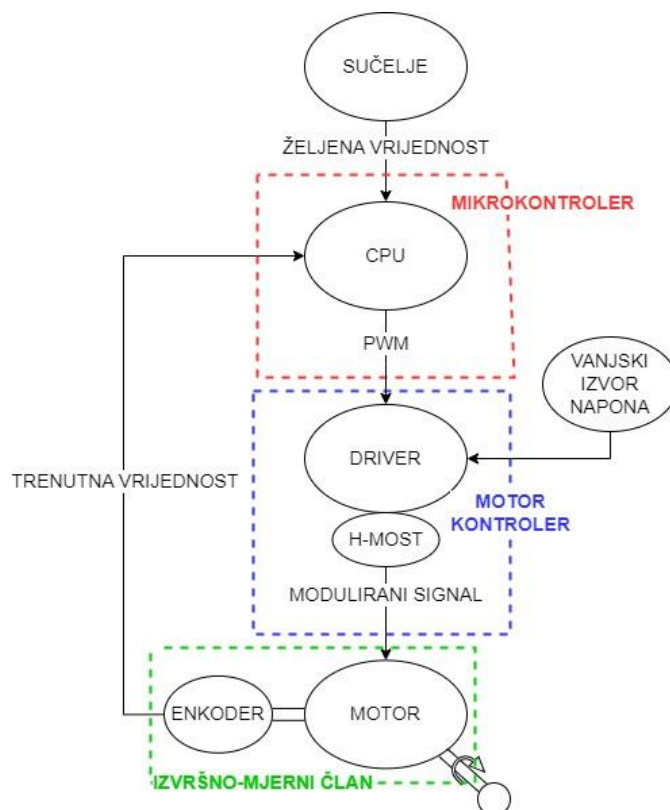 SUČELJE
ŽELJENA VRIJEDNOST
MIKROKONTROLER
CPU
PWM
VANJSKI
IZVOR
NAPONA
DRIVER
TRENUTNA VRIJEDNOST
MOTOR
KONTROLER
H-MOST
MODULIRANI SIGNAL
ENKODER
MOTOR
IZVRŠNO-MJERNI ČLAN